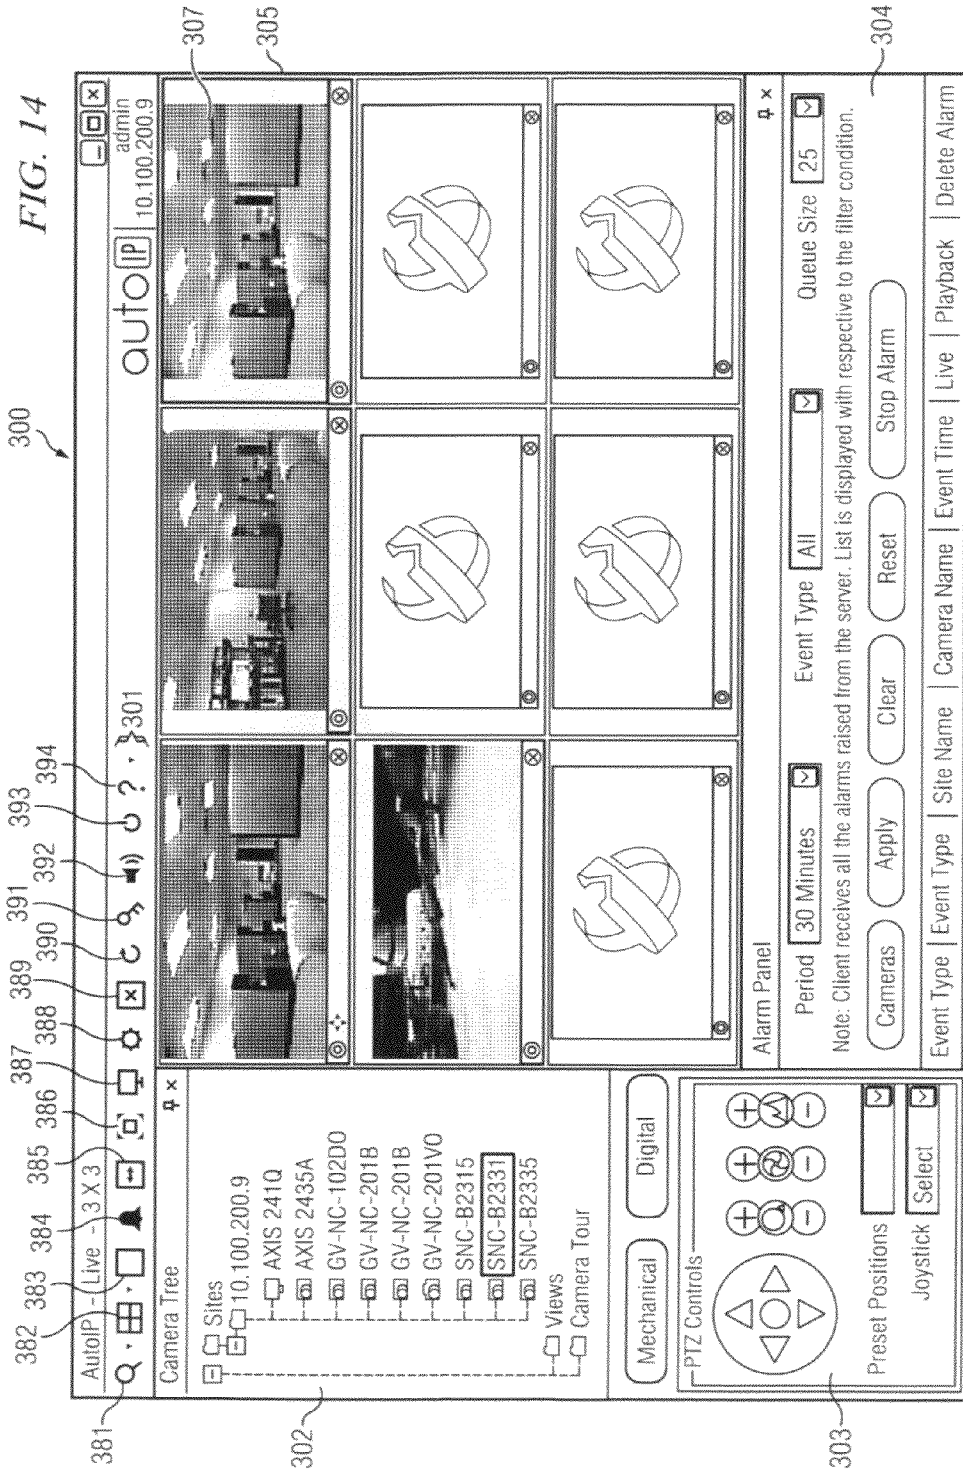 FIG. 14
300
381
382
383
384
385
386
387
388
389
390
391
392
393
394
301
AutoIP - Live - 3 X 3
?
auto IP
admin
10.100.200.9
Camera Tree
Sites
10.100.200.9
AXIS 241Q
AXIS 2435A
GV-NC-102DO
GV-NC-201B
GV-NC-201B
GV-NC-201VO
SNC-B2315
SNC-B2331
SNC-B2335
Views
Camera Tour
302
307
305
Mechanical
Digital
PTZ Controls
Preset Positions
Joystick
Select
303
Alarm Panel
Period
30 Minutes
Event Type
All
Queue Size
25
Note: Client receives all the alarms raised from the server. List is displayed with respective to the filter condition.
Cameras
Apply
Clear
Reset
Stop Alarm
304
Event Type | Event Type | Site Name | Camera Name | Event Time | Live | Playback | Delete Alarm